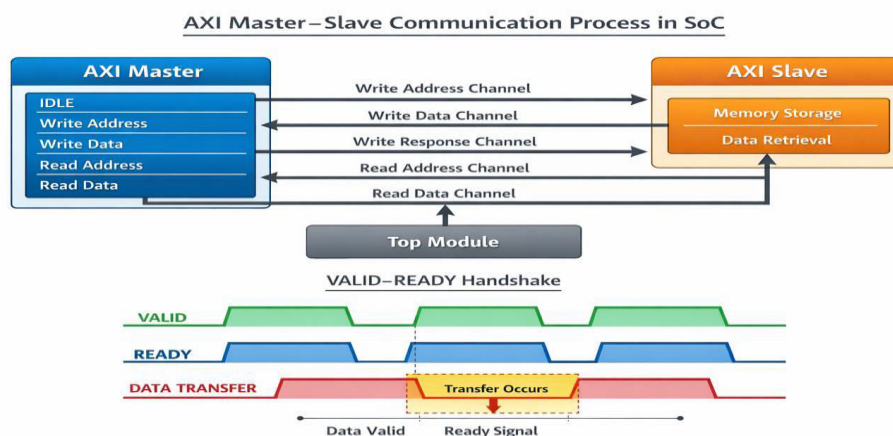 AXI Master–Slave Communication Process in SoC
AXI Master
IDLE
Write Address
Write Data
Read Address
Read Data
Write Address Channel
Write Data Channel
Write Response Channel
Read Address Channel
Read Data Channel
AXI Slave
Memory Storage
Data Retrieval
Top Module
VALID–READY Handshake
VALID
READY
DATA TRANSFER
Transfer Occurs
Data Valid
Ready Signal